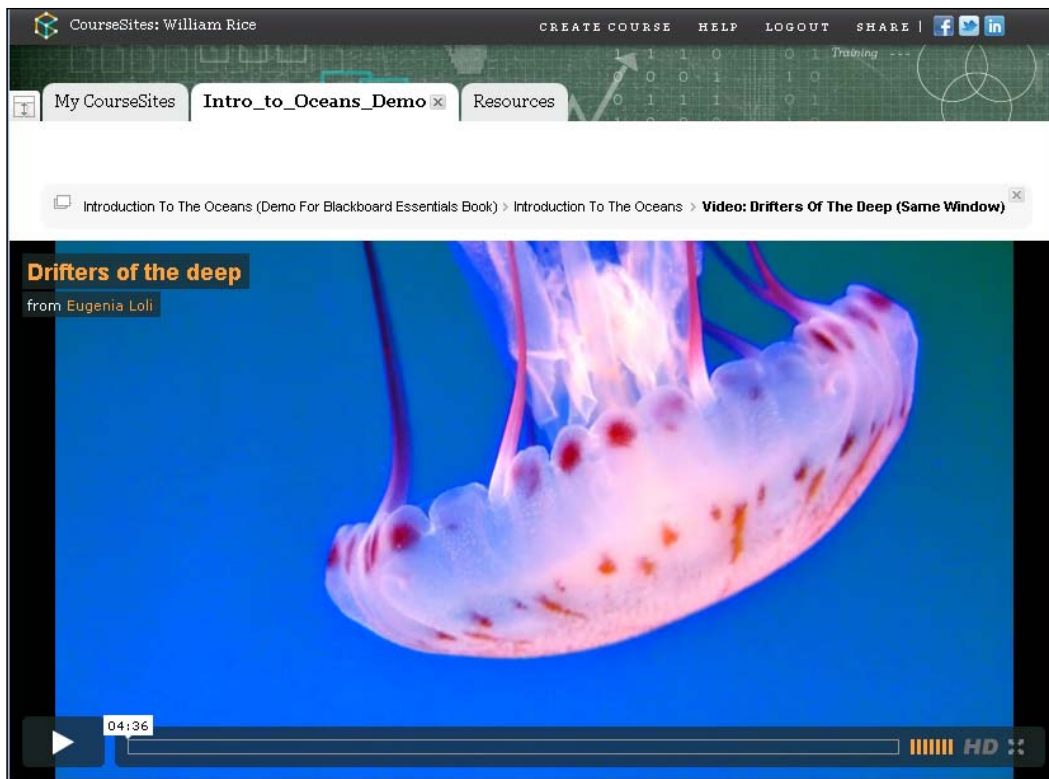 CourseSites: William Rice CREATE COURSE HELP LOGOUT SHARE |
Training ---
My CourseSites Intro_to_Oceans_Demo Resources
Introduction To The Oceans (Demo For Blackboard Essentials Book) > Introduction To The Oceans > Video: Drifters Of The Deep (Same Window)
Drifters of the deep
from Eugenia Loli
04:36
HD